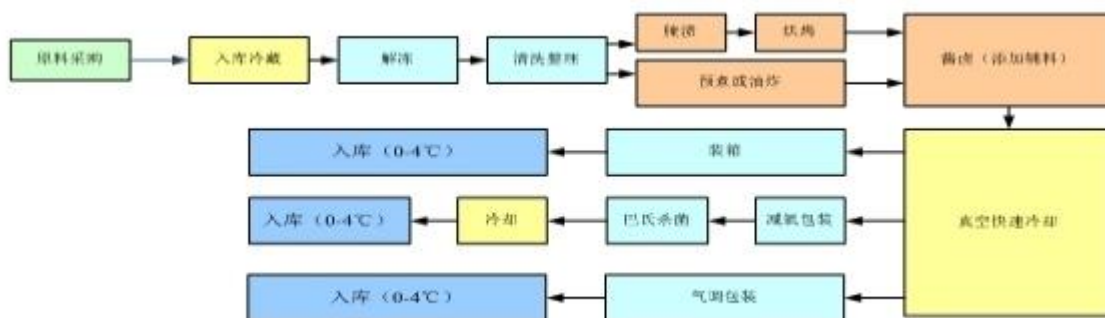 原料采购
入库冷藏
解冻
清洗整理
腌渍
烘烤
预煮或油炸
酱卤（添加辅料）
入库（0-4℃）
装箱
入库（0-4℃）
冷却
巴氏杀菌
减氧包装
真空快速冷却
入库（0-4℃）
气调包装